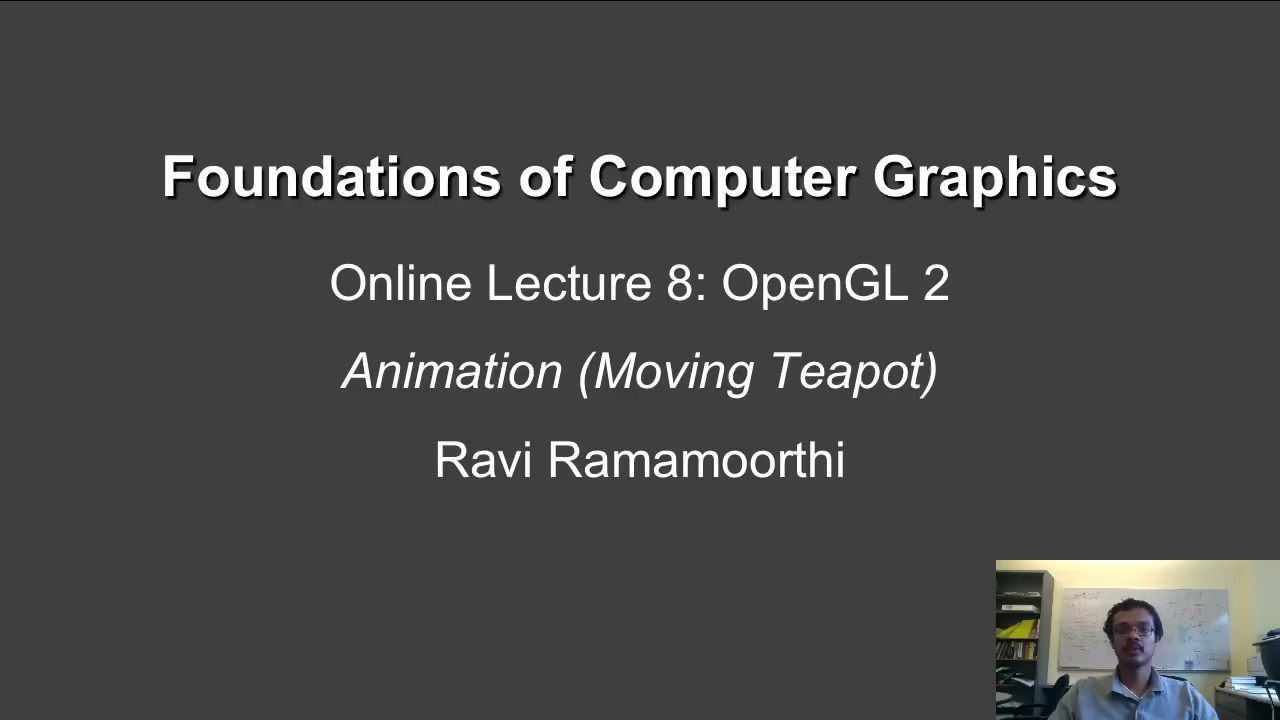 Foundations of Computer Graphics
Online Lecture 8: OpenGL 2
Animation (Moving Teapot)
Ravi Ramamoorthi